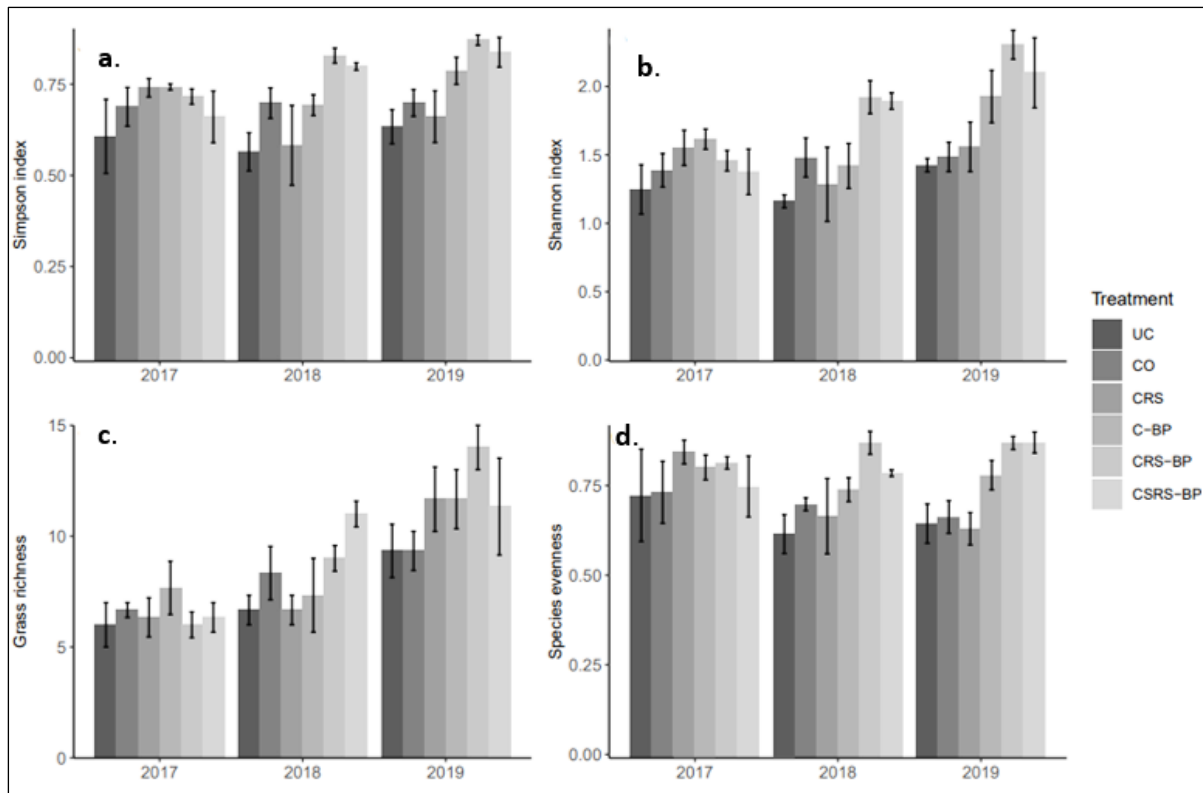 a.
Simpson index
0.75
0.50
0.25
0.00
2017 2018 2019
b.
Shannon index
2.0
1.5
1.0
0.5
0.0
2017 2018 2019
c.
Grass richness
15
10
5
0
2017 2018 2019
d.
Species evenness
0.75
0.50
0.25
0.00
2017 2018 2019
Treatment
UC
CO
CRS
C-BP
CRS-BP
CSRS-BP